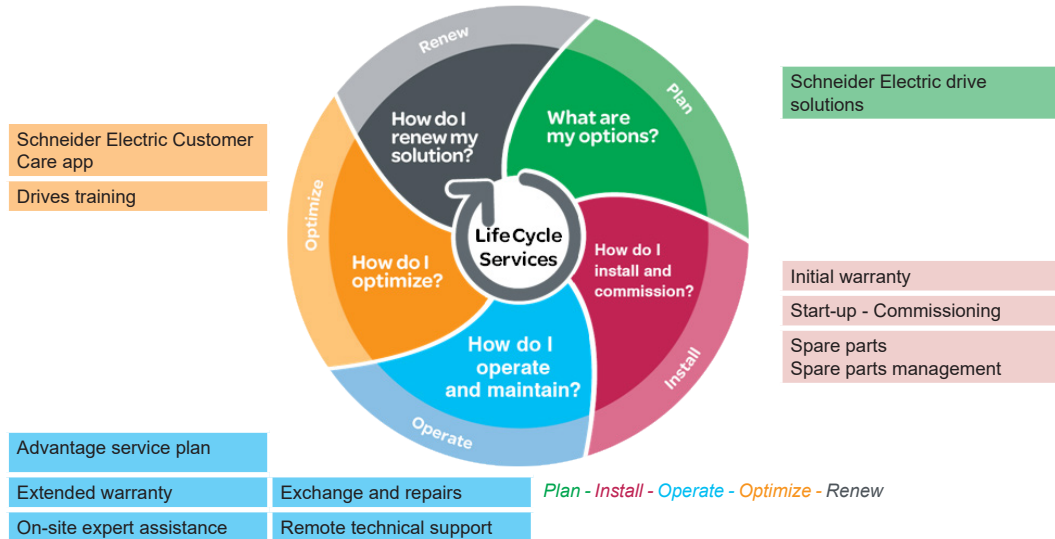 Renew
Plan
Install
Operate
Optimize
How do I
renew my
solution?
What are
my options?
How do I
install and
commission?
How do I
operate
and maintain?
How do I
optimize?
Life Cycle
Services
Schneider Electric drive
solutions
Schneider Electric Customer
Care app
Drives training
Initial warranty
Start-up - Commissioning
Spare parts
Spare parts management
Advantage service plan
Extended warranty
Exchange and repairs
On-site expert assistance
Remote technical support
Plan - Install - Operate - Optimize - Renew